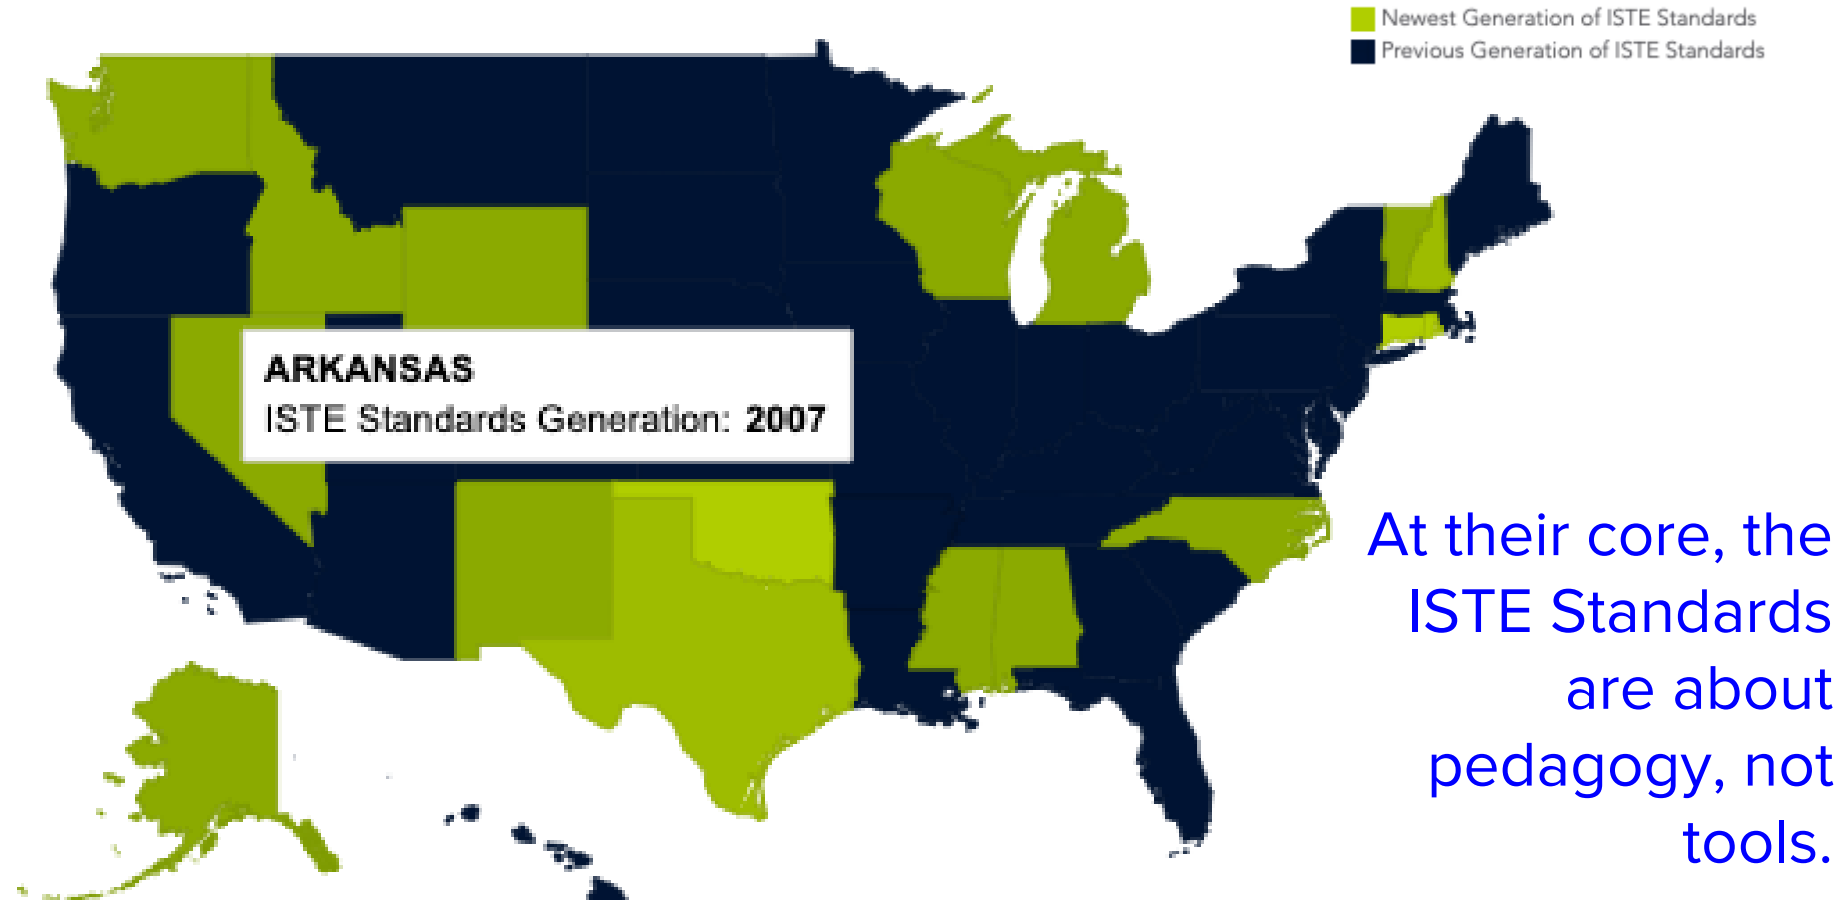 Newest Generation of ISTE Standards
Previous Generation of ISTE Standards
ARKANSAS
ISTE Standards Generation: 2007
At their core, the
ISTE Standards
are about
pedagogy, not
tools.